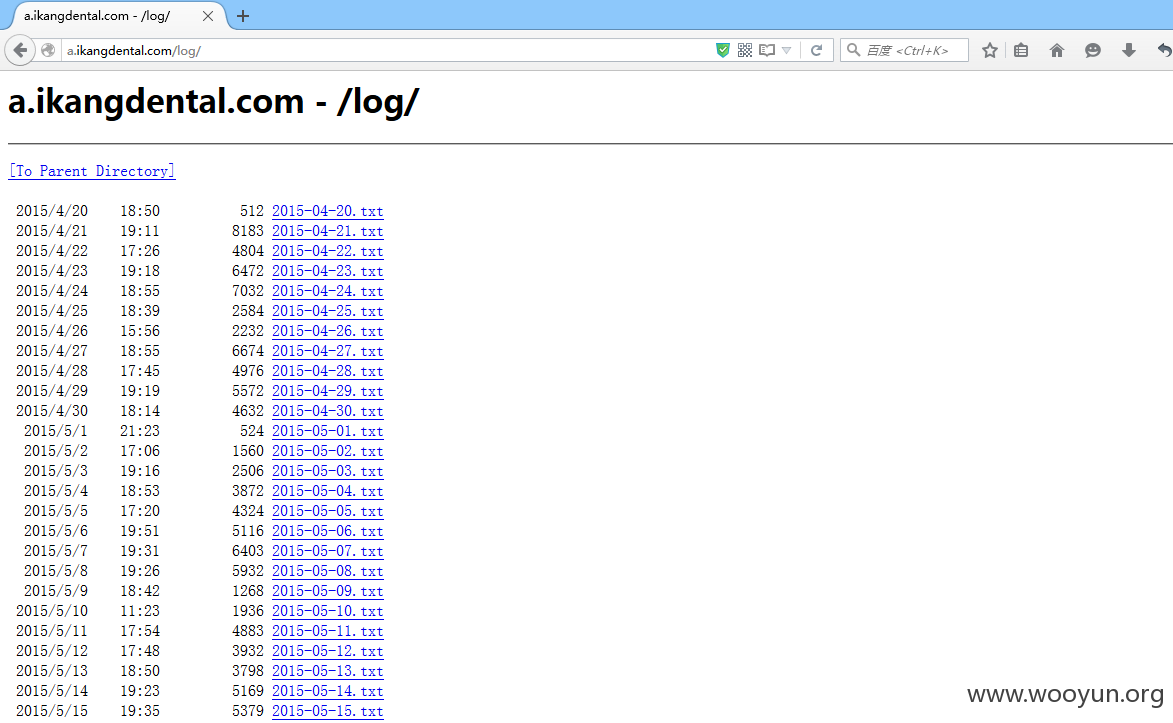 a.ikangdental.com - /log/
a.ikangdental.com/log/
百度 <Ctrl+K>
a.ikangdental.com - /log/
[To Parent Directory]
2015/4/20 18:50 512 2015-04-20.txt
2015/4/21 19:11 8183 2015-04-21.txt
2015/4/22 17:26 4804 2015-04-22.txt
2015/4/23 19:18 6472 2015-04-23.txt
2015/4/24 18:55 7032 2015-04-24.txt
2015/4/25 18:39 2584 2015-04-25.txt
2015/4/26 15:56 2232 2015-04-26.txt
2015/4/27 18:55 6674 2015-04-27.txt
2015/4/28 17:45 4976 2015-04-28.txt
2015/4/29 19:19 5572 2015-04-29.txt
2015/4/30 18:14 4632 2015-04-30.txt
2015/5/1 21:23 524 2015-05-01.txt
2015/5/2 17:06 1560 2015-05-02.txt
2015/5/3 19:16 2506 2015-05-03.txt
2015/5/4 18:53 3872 2015-05-04.txt
2015/5/5 17:20 4324 2015-05-05.txt
2015/5/6 19:51 5116 2015-05-06.txt
2015/5/7 19:31 6403 2015-05-07.txt
2015/5/8 19:26 5932 2015-05-08.txt
2015/5/9 18:42 1268 2015-05-09.txt
2015/5/10 11:23 1936 2015-05-10.txt
2015/5/11 17:54 4883 2015-05-11.txt
2015/5/12 17:48 3932 2015-05-12.txt
2015/5/13 18:50 3798 2015-05-13.txt
2015/5/14 19:23 5169 2015-05-14.txt
2015/5/15 19:35 5379 2015-05-15.txt
www.wooyun.org